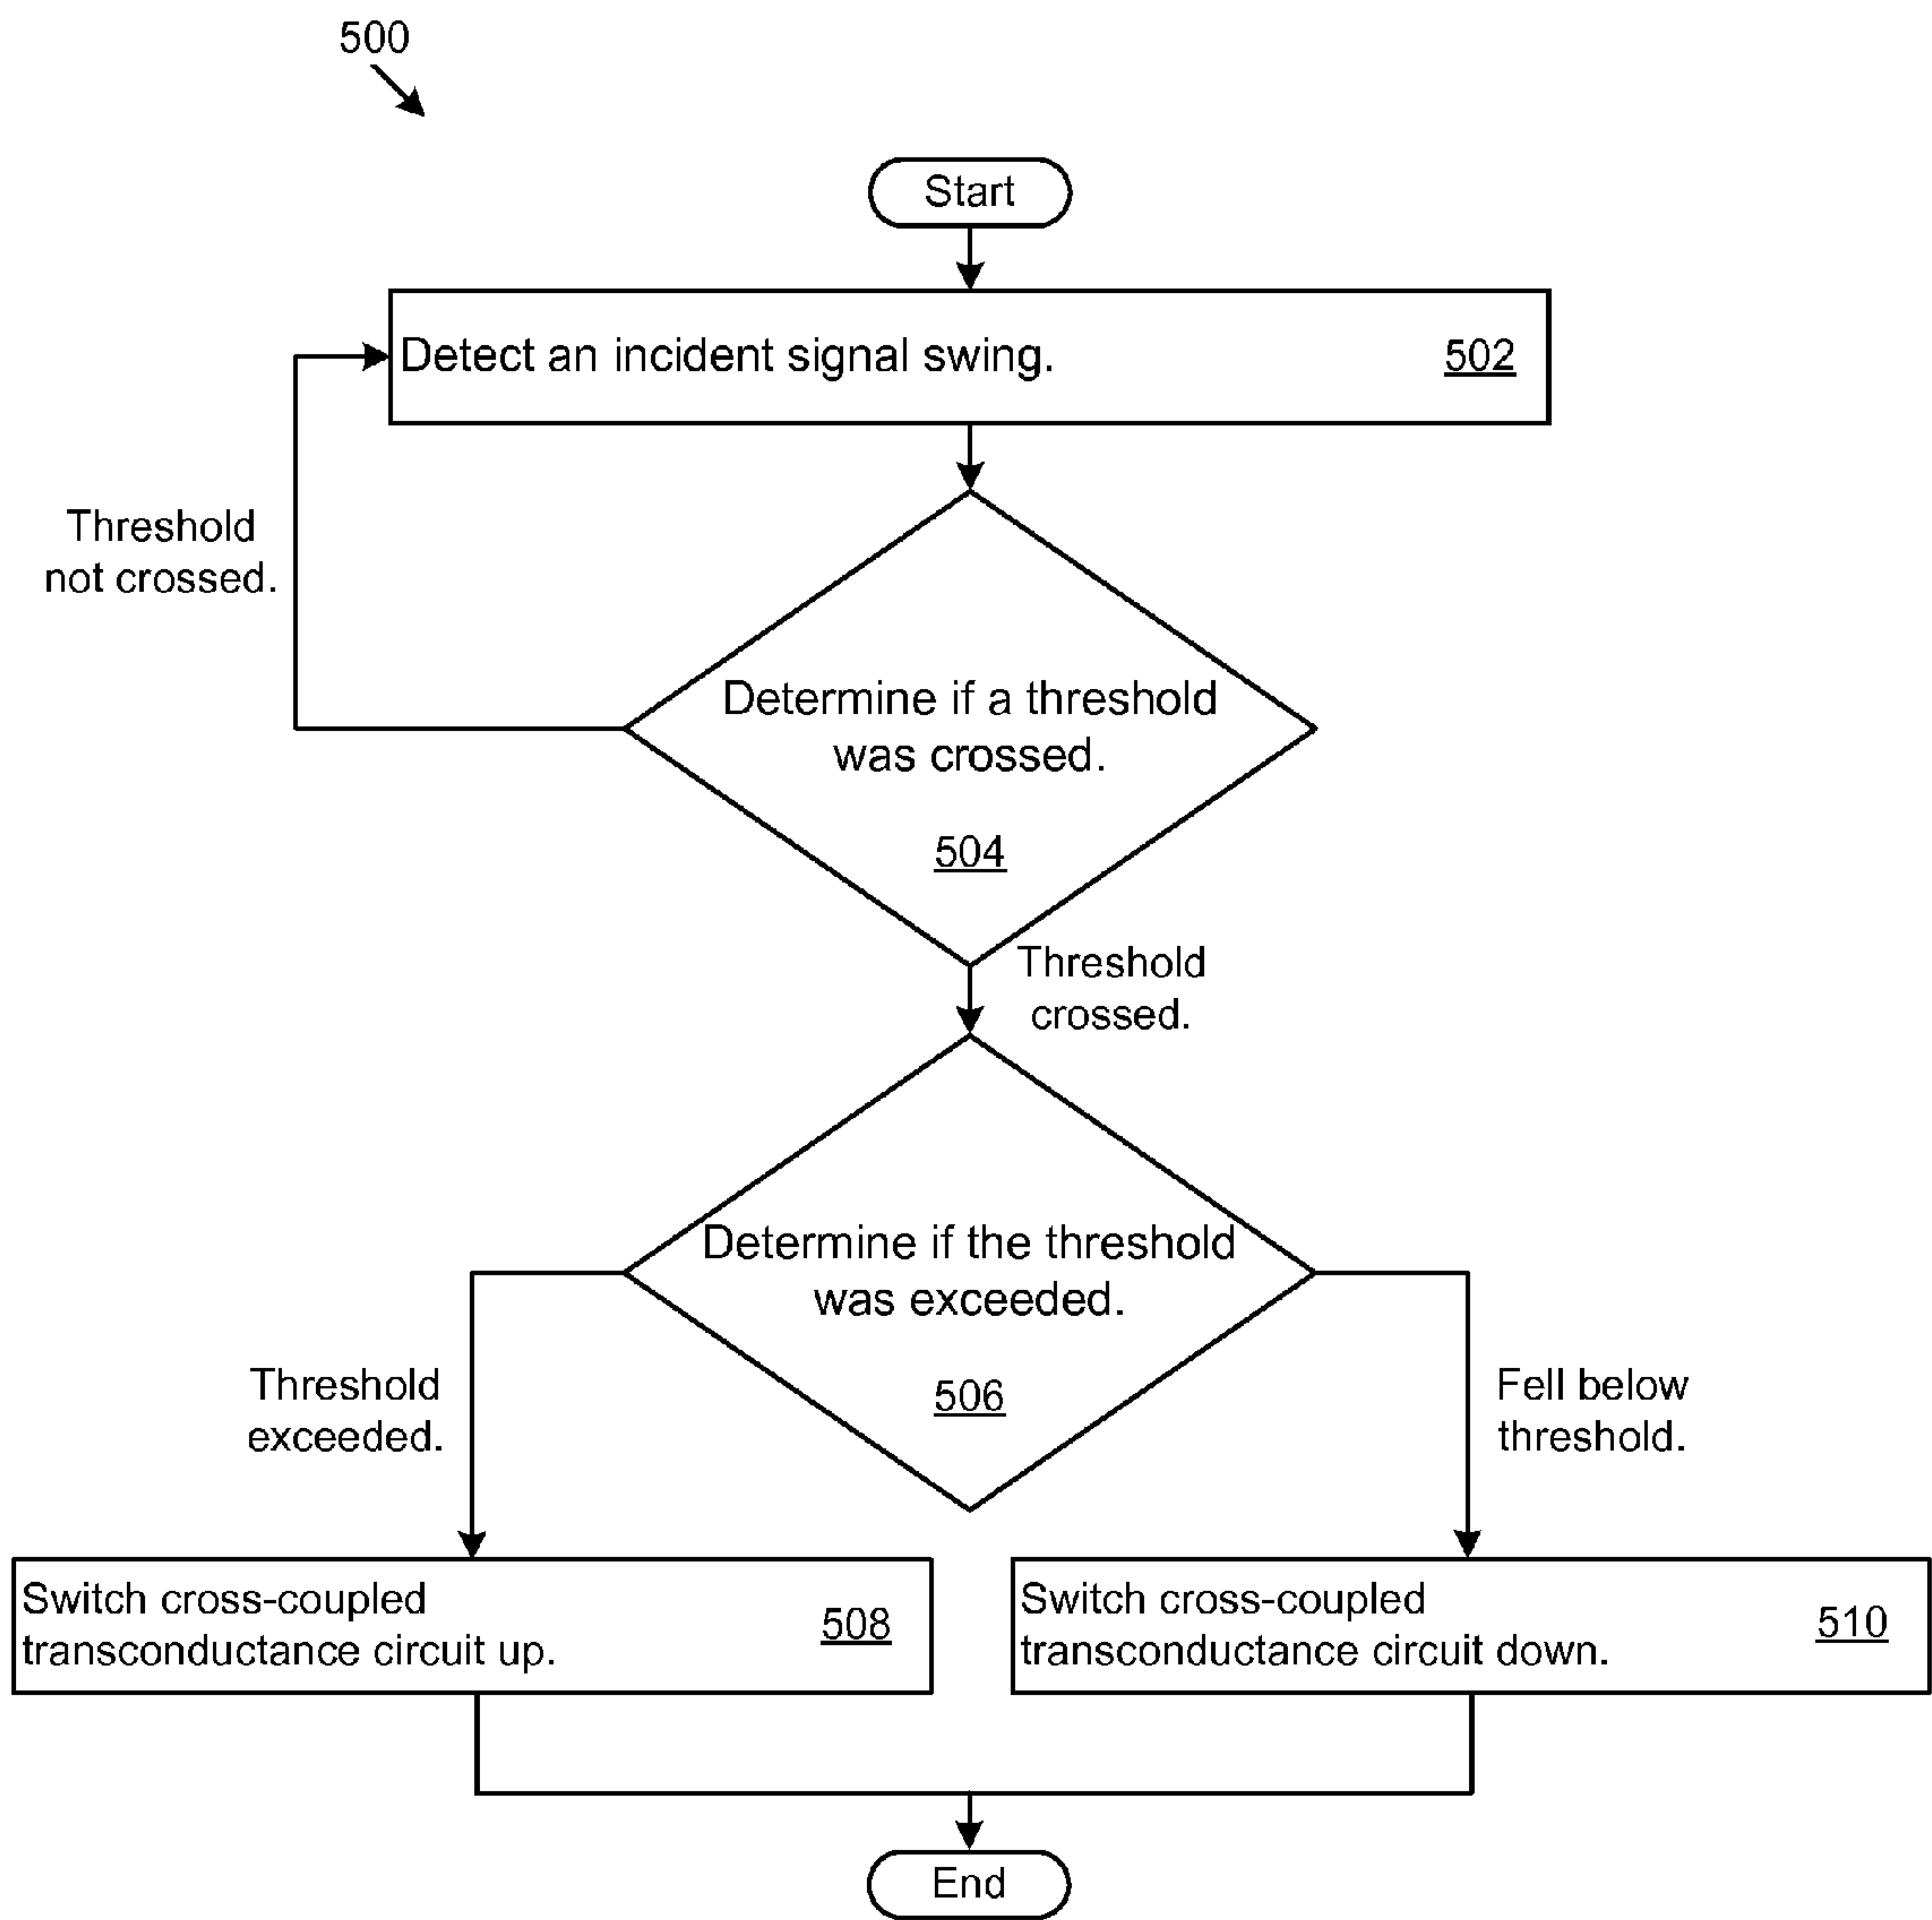 500
Start
Detect an incident signal swing.
502
Threshold
not crossed.
Determine if a threshold
was crossed.
504
Threshold
crossed.
Determine if the threshold
was exceeded.
506
Threshold
exceeded.
Fell below
threshold.
Switch cross-coupled
transconductance circuit up.
508
Switch cross-coupled
transconductance circuit down.
510
End